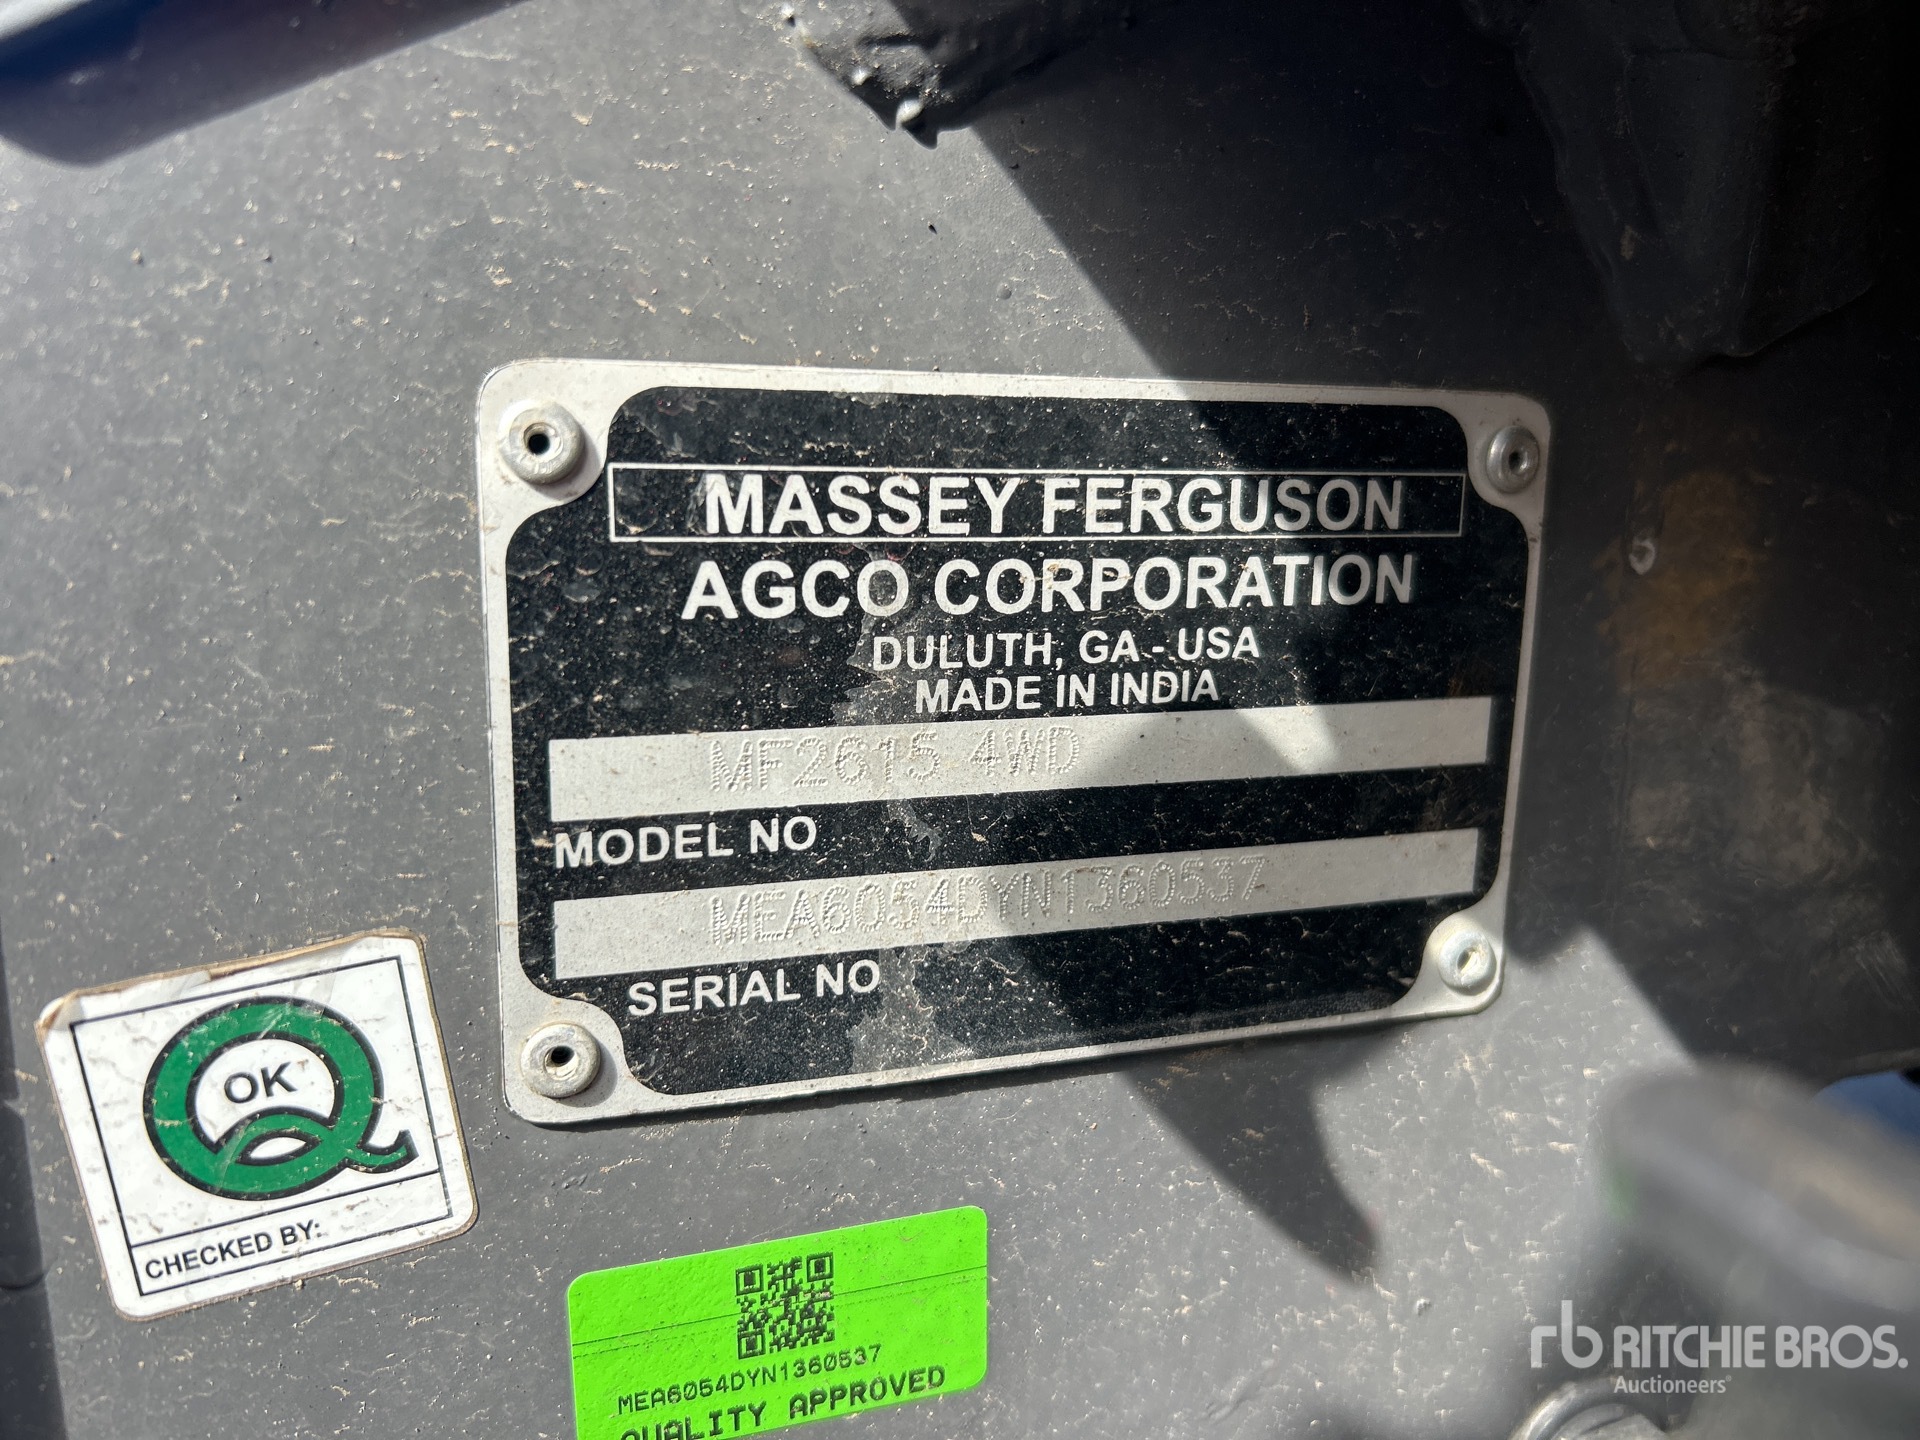 MASSEY FERGUSON
AGCO CORPORATION
DULUTH, GA - USA
MADE IN INDIA
MF2615 4WD
MODEL NO
MEA6054DYN1360537
SERIAL NO
OK
CHECKED BY:
MEA6054DYN1360537
QUALITY APPROVED
rb RITCHIE BROS.
Auctioneers